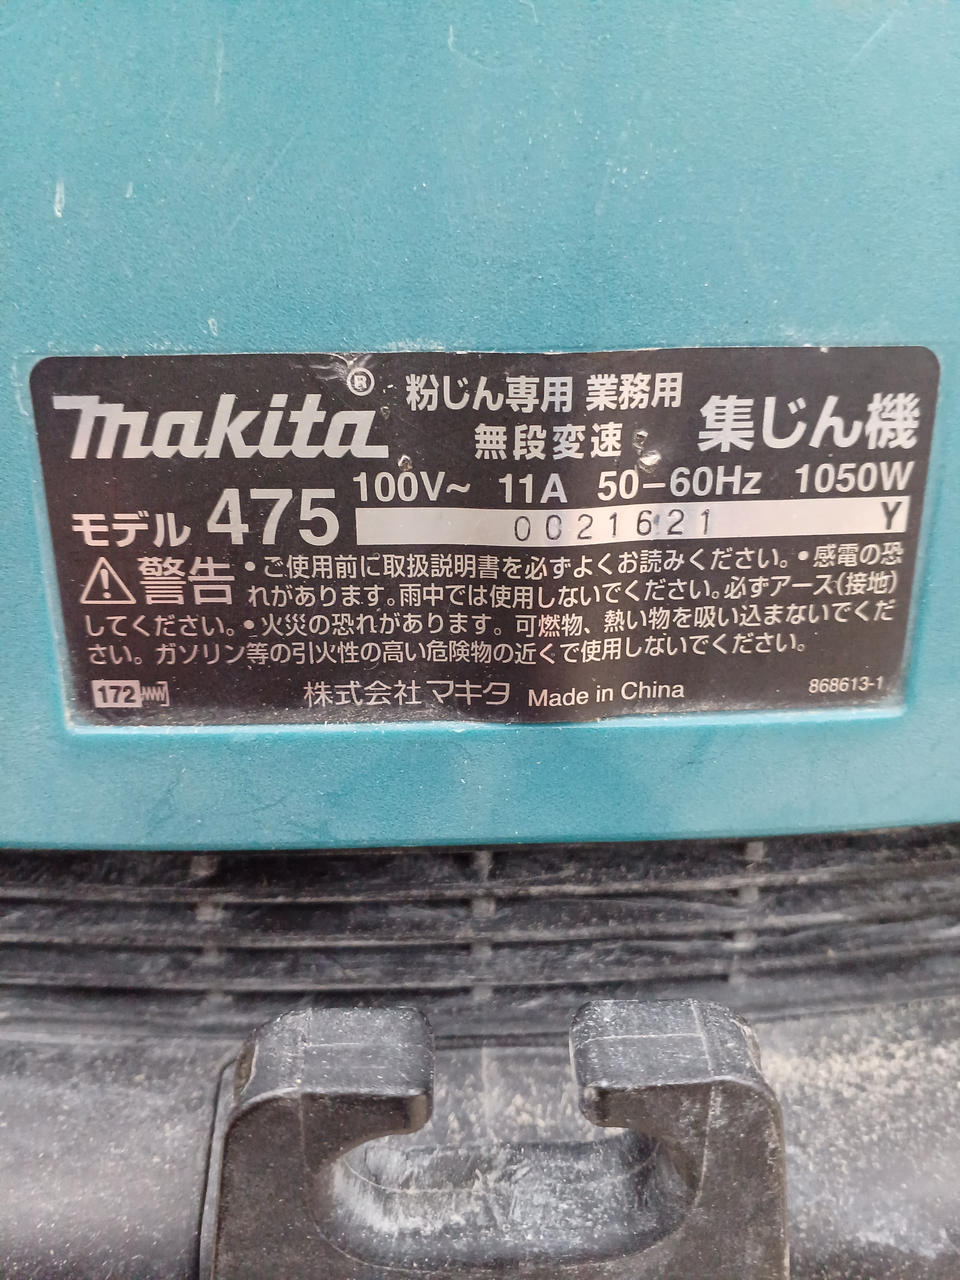 makita®
粉じん専用 業務用
無段変速
集じん機
100V~ 11A 50-60Hz 1050W
モデル 475
0021621 Y
警告 •ご使用前に取扱説明書を必ずよくお読みください。•感電の恐
れがあります。雨中では使用しないでください。必ずアース(接地)
してください。•火災の恐れがあります。可燃物、熱い物を吸い込まないでくだ
さい。ガソリン等の引火性の高い危険物の近くで使用しないでください。
172
株式会社マキタ Made in China
868613-1